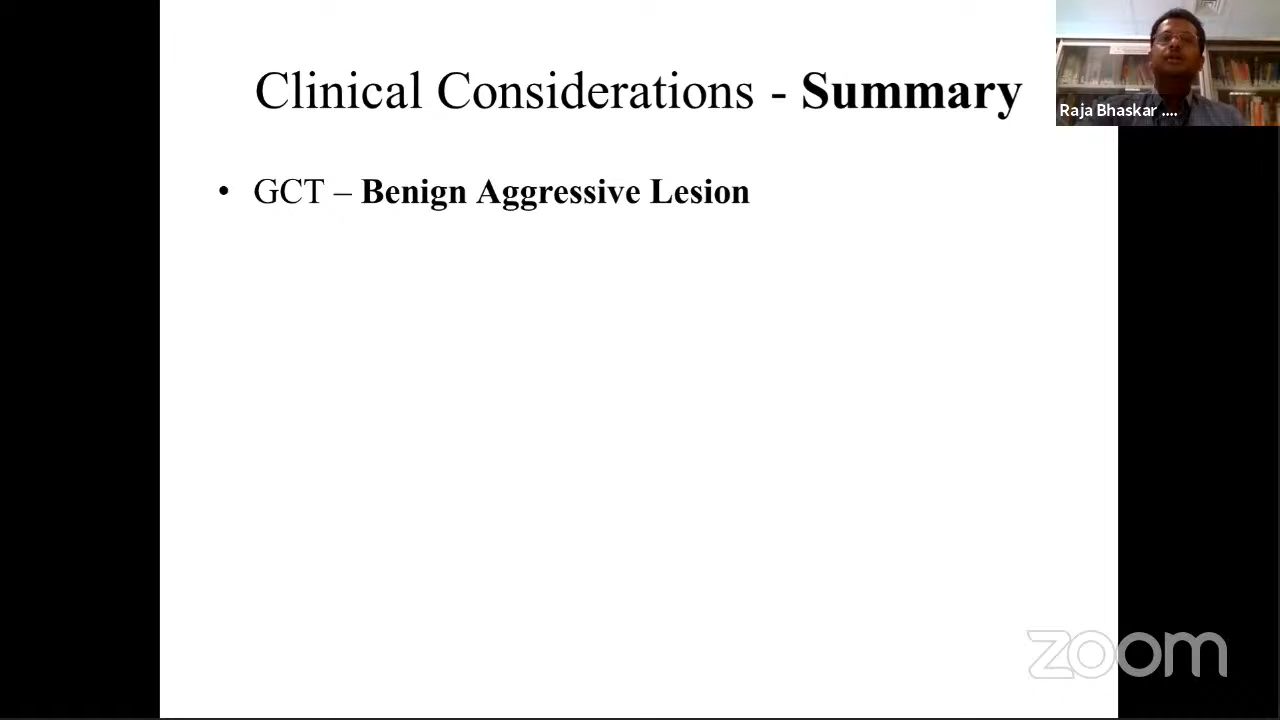 Clinical Considerations - Summary
Raja Bhaskar ....
• GCT – Benign Aggressive Lesion
zoom